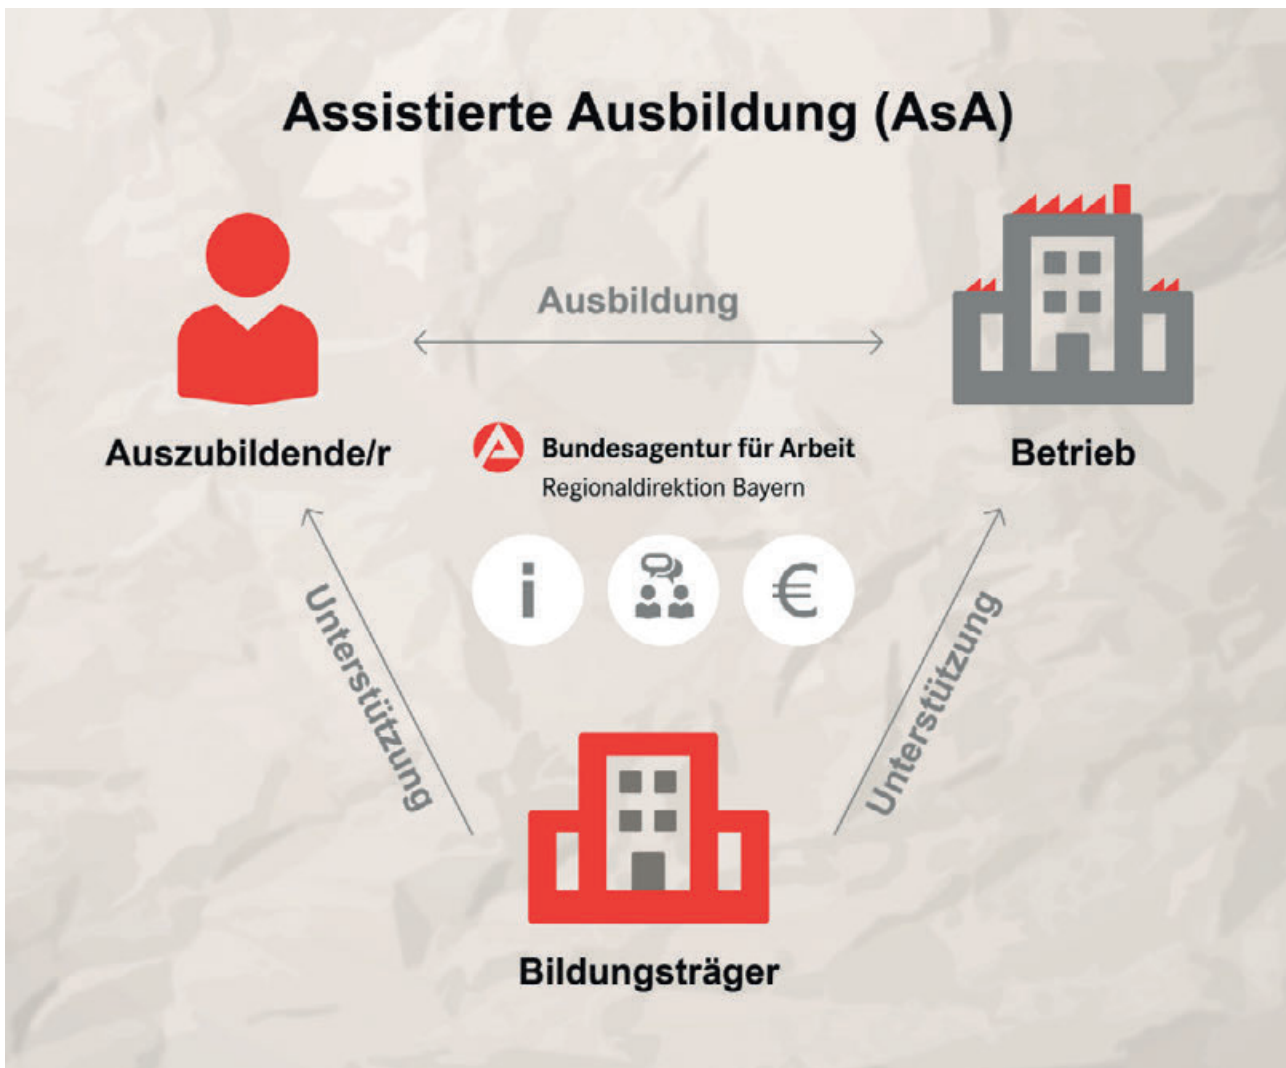 Assistierte Ausbildung (AsA)
Ausbildung
Auszubildende/r
Bundesagentur für Arbeit
Regionaldirektion Bayern
Betrieb
i
€
Unterstützung
Unterstützung
Bildungsträger